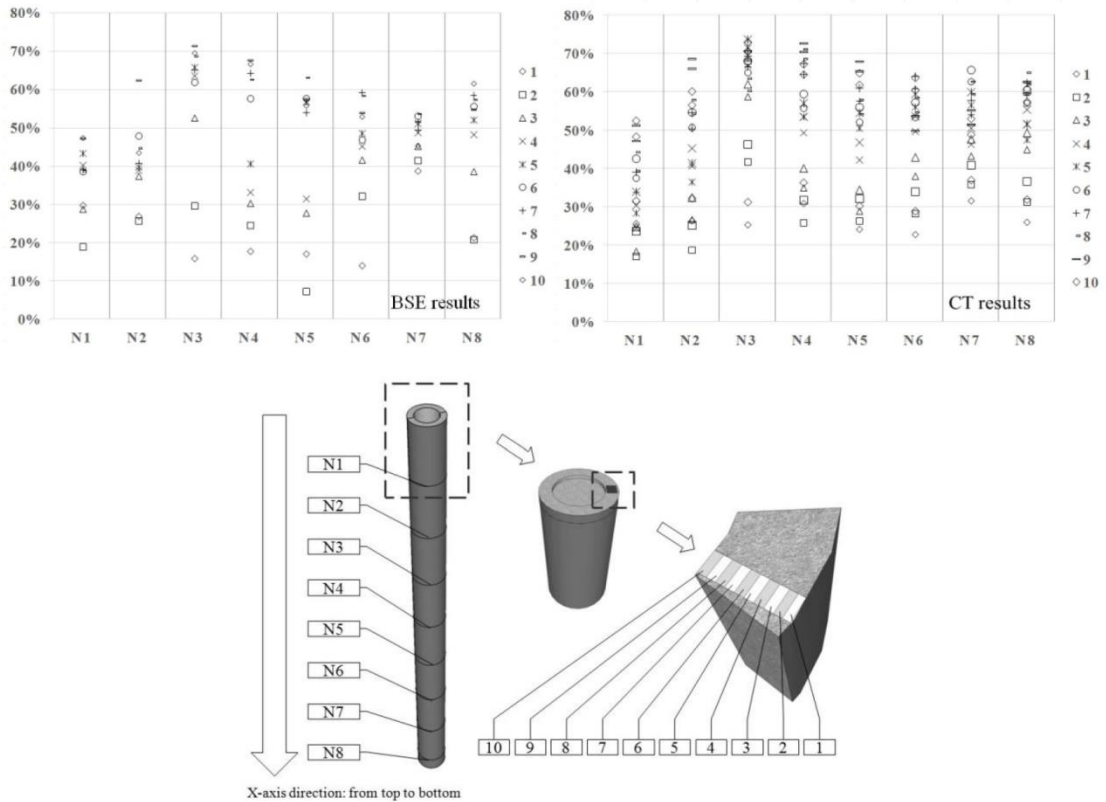 80%
70%
60%
50%
40%
30%
20%
10%
0%
N1 N2 N3 N4 N5 N6 N7 N8
BSE results
1
2
3
4
5
6
7
8
9
10
80%
70%
60%
50%
40%
30%
20%
10%
0%
N1 N2 N3 N4 N5 N6 N7 N8
CT results
1
2
3
4
5
6
7
8
9
10
N1
N2
N3
N4
N5
N6
N7
N8
10 9 8 7 6 5 4 3 2 1
X-axis direction: from top to bottom